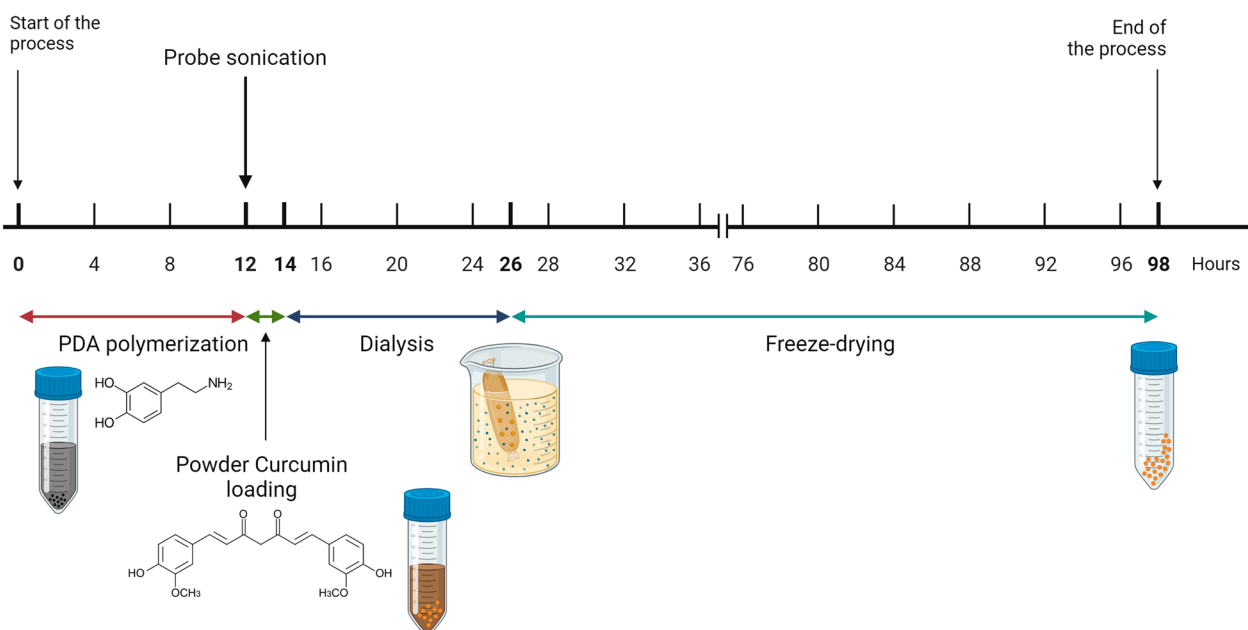 Start of the
process
Probe sonication
End of
the process
0 4 8 12 14 16 20 24 26 28 32 36 76 80 84 88 92 96 98 Hours
PDA polymerization
Dialysis
Freeze-drying
HO
NH₂
HO
Powder Curcumin
loading
O O
HO
OH
OCH₃
H₃CO